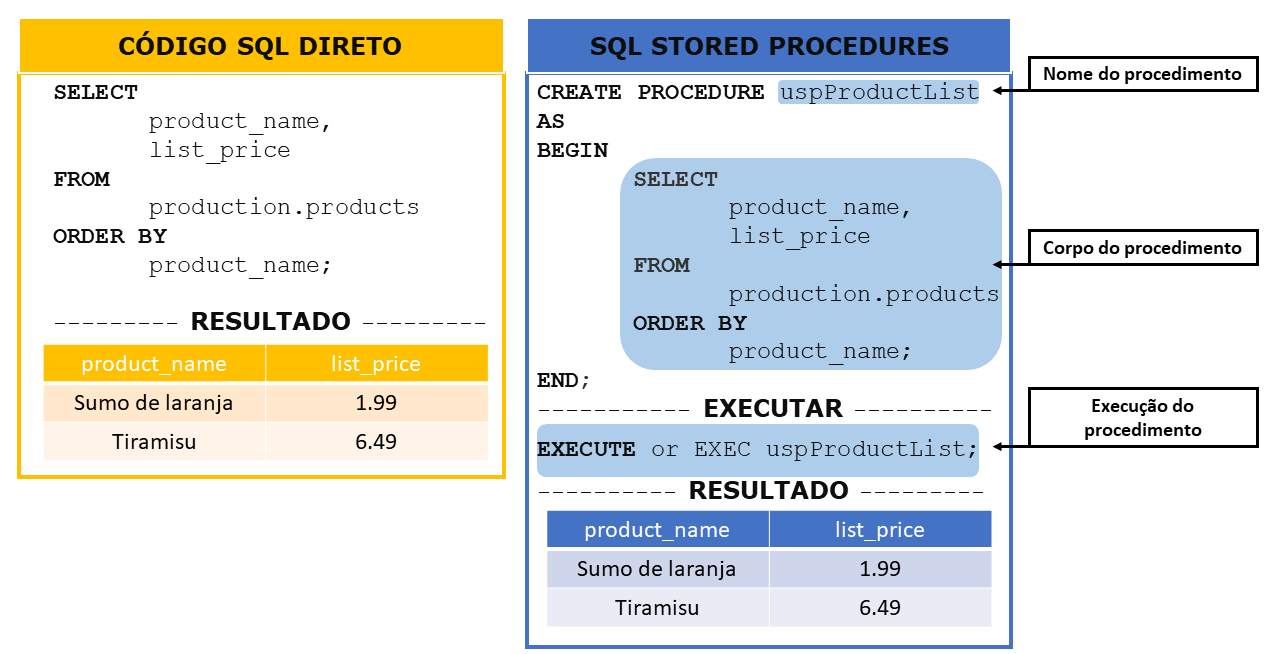 CÓDIGO SQL DIRETO
SELECT
product_name,
list_price
FROM
production.products
ORDER BY
product_name;
--------- RESULTADO ---------
product_name list_price
Sumo de laranja 1.99
Tiramisu 6.49
SQL STORED PROCEDURES
CREATE PROCEDURE uspProductList
AS
BEGIN
SELECT
product_name,
list_price
FROM
production.products
ORDER BY
product_name;
END;
----------- EXECUTAR ----------
EXECUTE or EXEC uspProductList;
---------- RESULTADO ---------
product_name list_price
Sumo de laranja 1.99
Tiramisu 6.49
Nome do procedimento
Corpo do procedimento
Execução do
procedimento